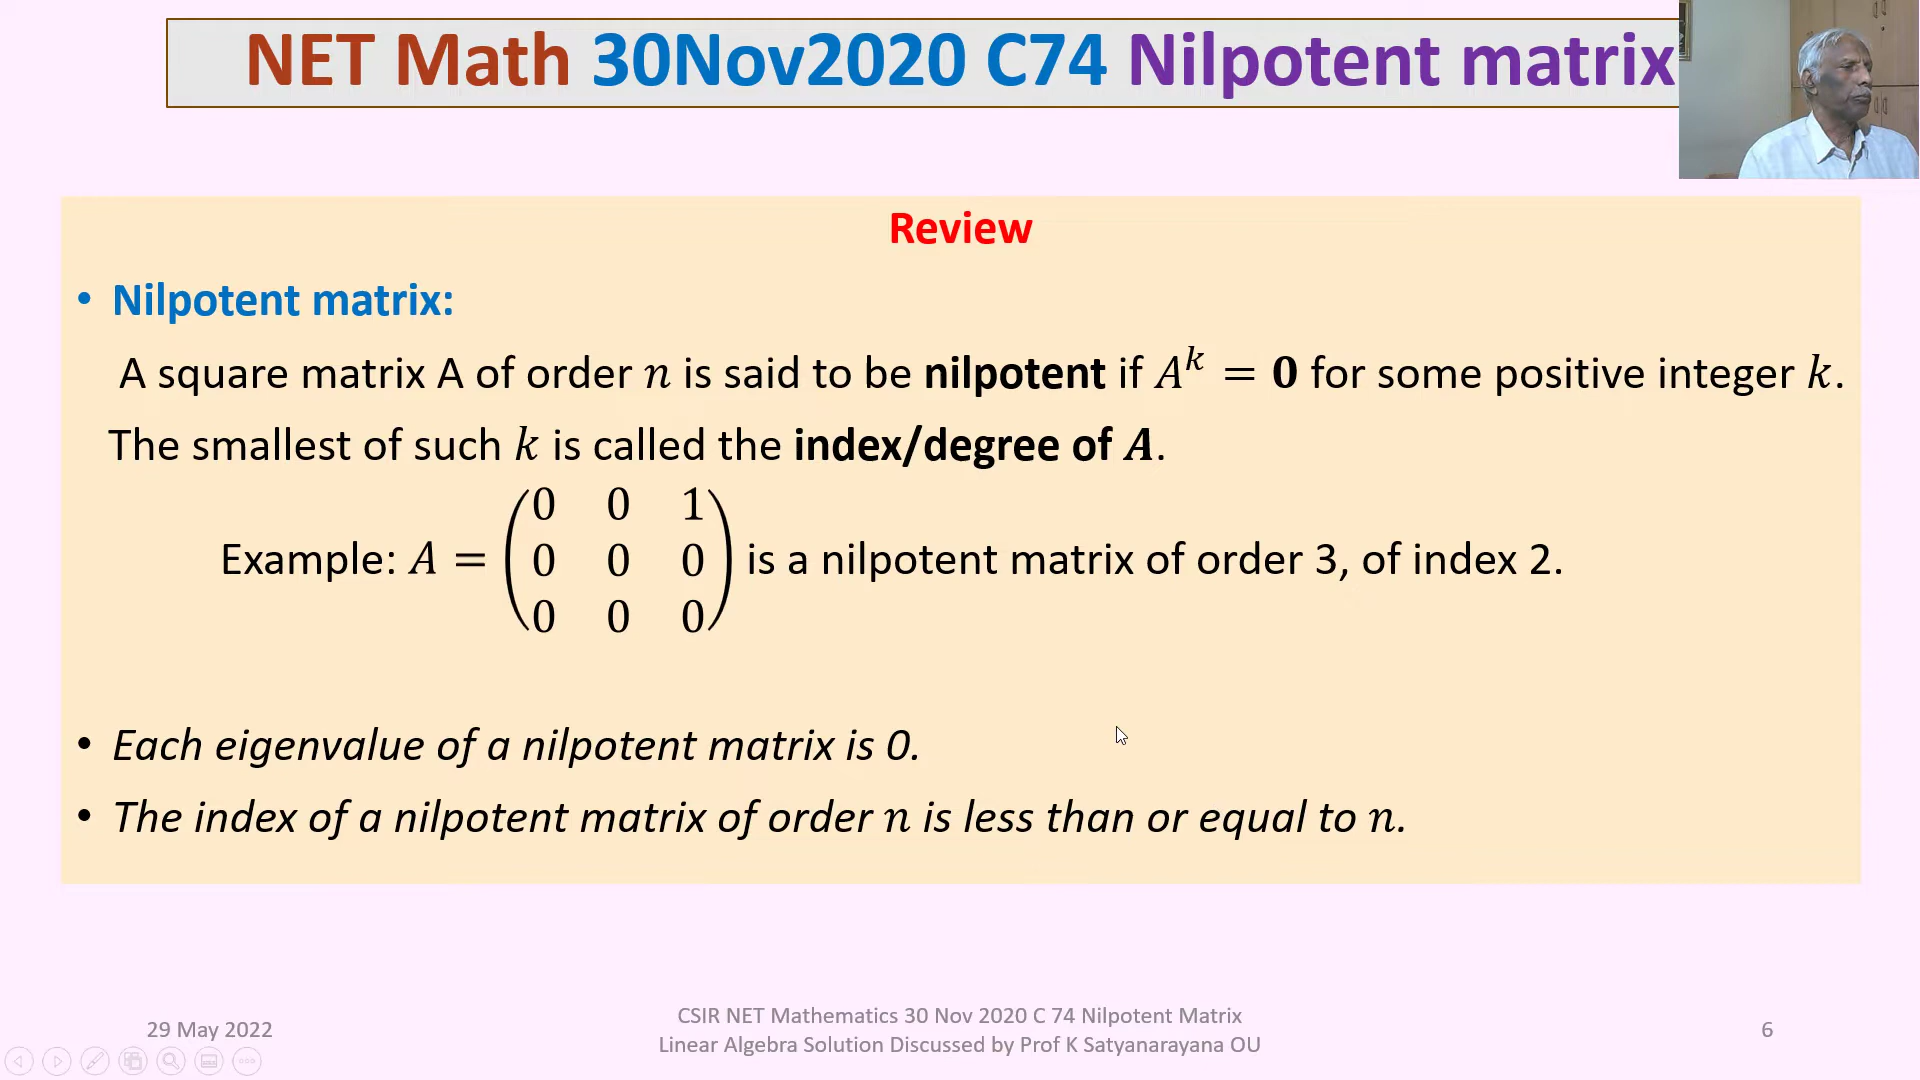 NET Math 30Nov2020 C74 Nilpotent matrix
Review
• Nilpotent matrix:
A square matrix A of order n is said to be nilpotent if A^k = 0 for some positive integer k.
The smallest of such k is called the index/degree of A.
0 0 1
Example: A = 0 0 0 is a nilpotent matrix of order 3, of index 2.
0 0 0
• Each eigenvalue of a nilpotent matrix is 0.
• The index of a nilpotent matrix of order n is less than or equal to n.
29 May 2022
CSIR NET Mathematics 30 Nov 2020 C 74 Nilpotent Matrix
Linear Algebra Solution Discussed by Prof K Satyanarayana OU
6